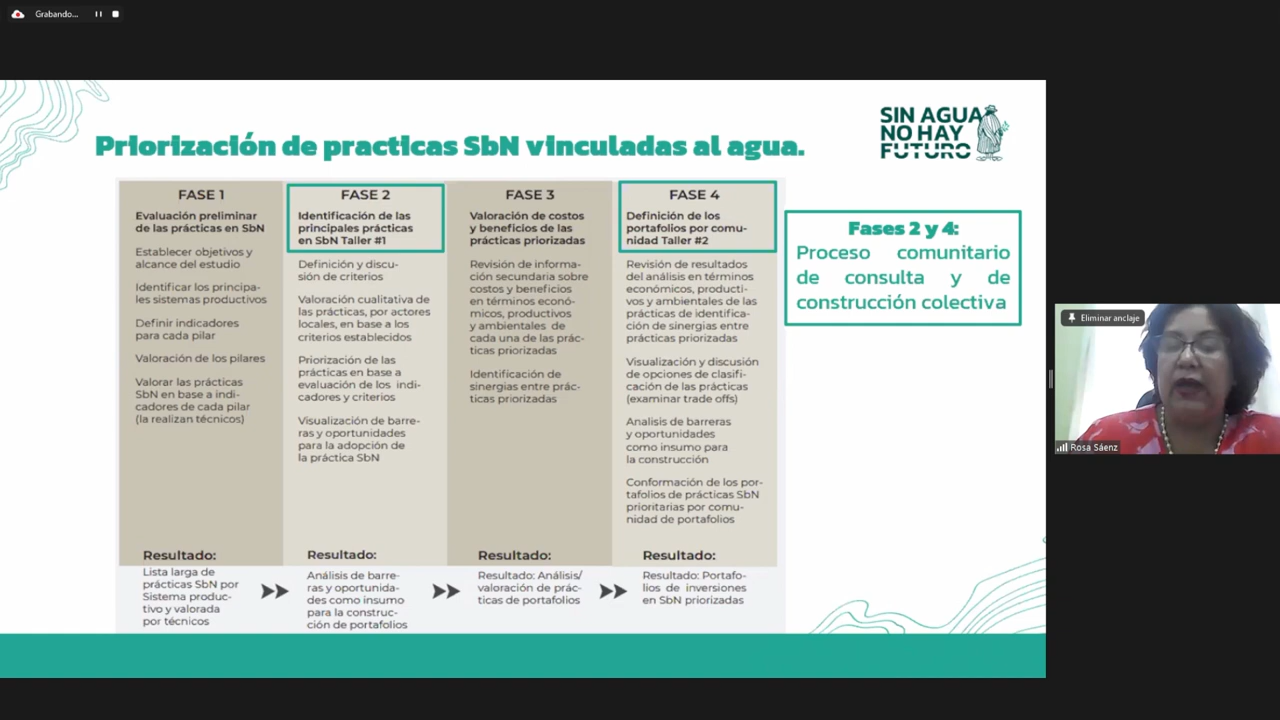 Grabando...
Priorización de practicas SbN vinculadas al agua.
SIN AGUA
NO HAY
FUTURO
FASE 1
Evaluación preliminar
de las prácticas en SbN
Establecer objetivos y
alcance del estudio
Identificar los principa-
les sistemas productivos
Definir indicadores
para cada pilar
Valoración de los pilares
Valorar las prácticas
SbN en base a indi-
cadores de cada pilar
(la realizan técnicos)
Resultado:
Lista larga de
prácticas SbN por
Sistema produc-
tivo y valorada
por técnicos
FASE 2
Identificación de las
principales prácticas
en SbN Taller #1
Definición y discu-
sión de criterios
Valoración cualitativa de
las prácticas, por actores
locales, en base a los
criterios establecidos
Priorización de las
prácticas en base a
evaluación de los indi-
cadores y criterios
Visualización de barre-
ras y oportunidades
para la adopción de
la práctica SbN
Resultado:
Análisis de barre-
ras y oportunida-
des como insumo
para la construc-
ción de portafolios
FASE 3
Valoración de costos
y beneficios de las
prácticas priorizadas
Revisión de informa-
ción secundaria sobre
costos y beneficios
en términos econó-
micos, productivos
y ambientales de
cada una de las prác-
ticas priorizadas
Identificación de
sinergias entre prác-
ticas priorizadas
Resultado:
Resultado: Análisis/
valoración de prác-
ticas de portafolios
FASE 4
Definición de los
portafolios por comu-
nidad Taller #2
Revisión de resultados
del análisis en términos
económicos, producti-
vos y ambientales de las
prácticas de identifica-
ción de sinergias entre
prácticas priorizadas
Visualización y discusión
de opciones de clasifi-
cación de las prácticas
(examinar trade offs)
Analisis de barreras
y oportunidades
como insumo para
la construcción
Conformación de los por-
tafolios de prácticas SbN
prioritarias por comu-
nidad de portafolios
Resultado:
Resultado: Portafo-
lios de inversiones
en SbN priorizadas
Fases 2 y 4:
Proceso comunitario
de consulta y de
construcción colectiva
Eliminar anclaje
Rosa Sáenz